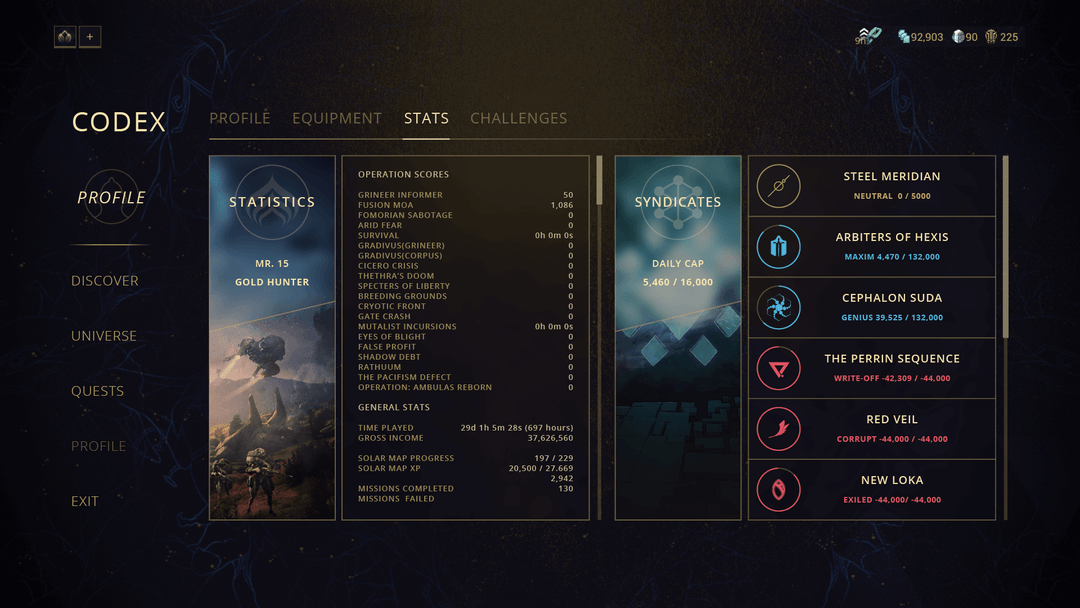 +
92,903
90
225
CODEX
PROFILE EQUIPMENT STATS CHALLENGES
PROFILE
DISCOVER
UNIVERSE
QUESTS
PROFILE
EXIT
STATISTICS
MR. 15
GOLD HUNTER
OPERATION SCORES
GRINEER INFORMER 50
FUSION MOA 1,086
FOMORIAN SABOTAGE 0
ARID FEAR 0
SURVIVAL 0h 0m 0s
GRADIVUS(GRINEER) 0
GRADIVUS(CORPUS) 0
CICERO CRISIS 0
THETHRA'S DOOM 0
SPECTERS OF LIBERTY 0
BREEDING GROUNDS 0
CRYOTIC FRONT 0
GATE CRASH 0
MUTALIST INCURSIONS 0h 0m 0s
EYES OF BLIGHT 0
FALSE PROFIT 0
SHADOW DEBT 0
RATHUUM 0
THE PACIFISM DEFECT 0
OPERATION: AMBULAS REBORN 0
GENERAL STATS
TIME PLAYED 29d 1h 5m 28s (697 hours)
GROSS INCOME 37,626,560
SOLAR MAP PROGRESS 197 / 229
SOLAR MAP XP 20,500 / 27.669
2,942
MISSIONS COMPLETED 130
MISSIONS FAILED
SYNDICATES
DAILY CAP
5,460 / 16,000
STEEL MERIDIAN
NEUTRAL 0 / 5000
ARBITERS OF HEXIS
MAXIM 4,470 / 132,000
CEPHALON SUDA
GENIUS 39,525 / 132,000
THE PERRIN SEQUENCE
WRITE-OFF -42,309 / -44,000
RED VEIL
CORRUPT -44,000 / -44,000
NEW LOKA
EXILED -44,000/ -44,000